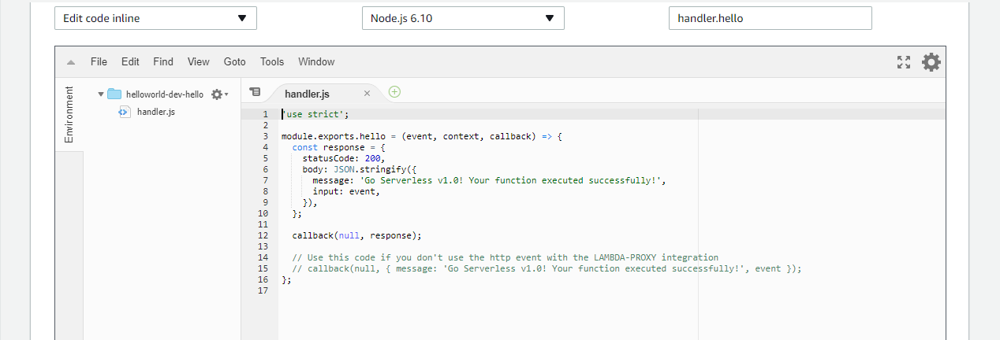 Edit code inline
Node.js 6.10
handler.hello
File Edit Find View Goto Tools Window
Environment
helloworld-dev-hello
handler.js
handler.js
1 'use strict';
2
3 module.exports.hello = (event, context, callback) => {
4   const response = {
5     statusCode: 200,
6     body: JSON.stringify({
7       message: 'Go Serverless v1.0! Your function executed successfully!',
8       input: event,
9     }),
10   };
11
12   callback(null, response);
13
14   // Use this code if you don't use the http event with the LAMBDA-PROXY integration
15   // callback(null, { message: 'Go Serverless v1.0! Your function executed successfully!', event });
16 };
17